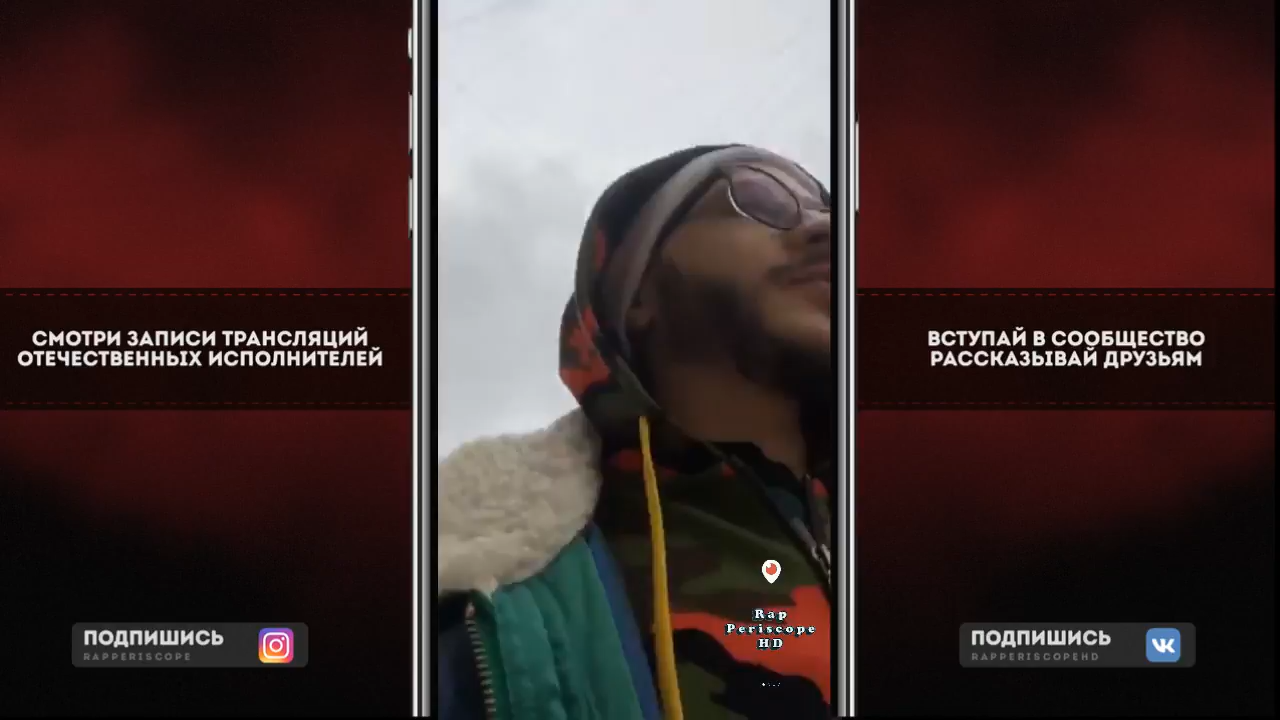 СМОТРИ ЗАПИСИ ТРАНСЛЯЦИЙ
ОТЕЧЕСТВЕННЫХ ИСПОЛНИТЕЛЕЙ
ВСТУПАЙ В СООБЩЕСТВО
РАССКАЗЫВАЙ ДРУЗЬЯМ
Rap
Periscope
HD
ПОДПИШИСЬ
RAPPERISCOPE
ПОДПИШИСЬ
RAPPERISCOPEHD